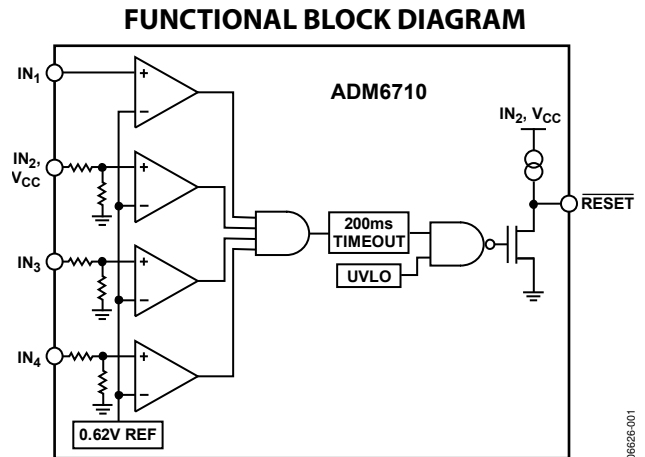 FUNCTIONAL BLOCK DIAGRAM
IN1
ADM6710
IN2, VCC
IN2,
VCC
RESET
200ms
TIMEOUT
IN3
UVLO
IN4
0.62V REF
+
−
+
−
+
−
+
−
06626-001